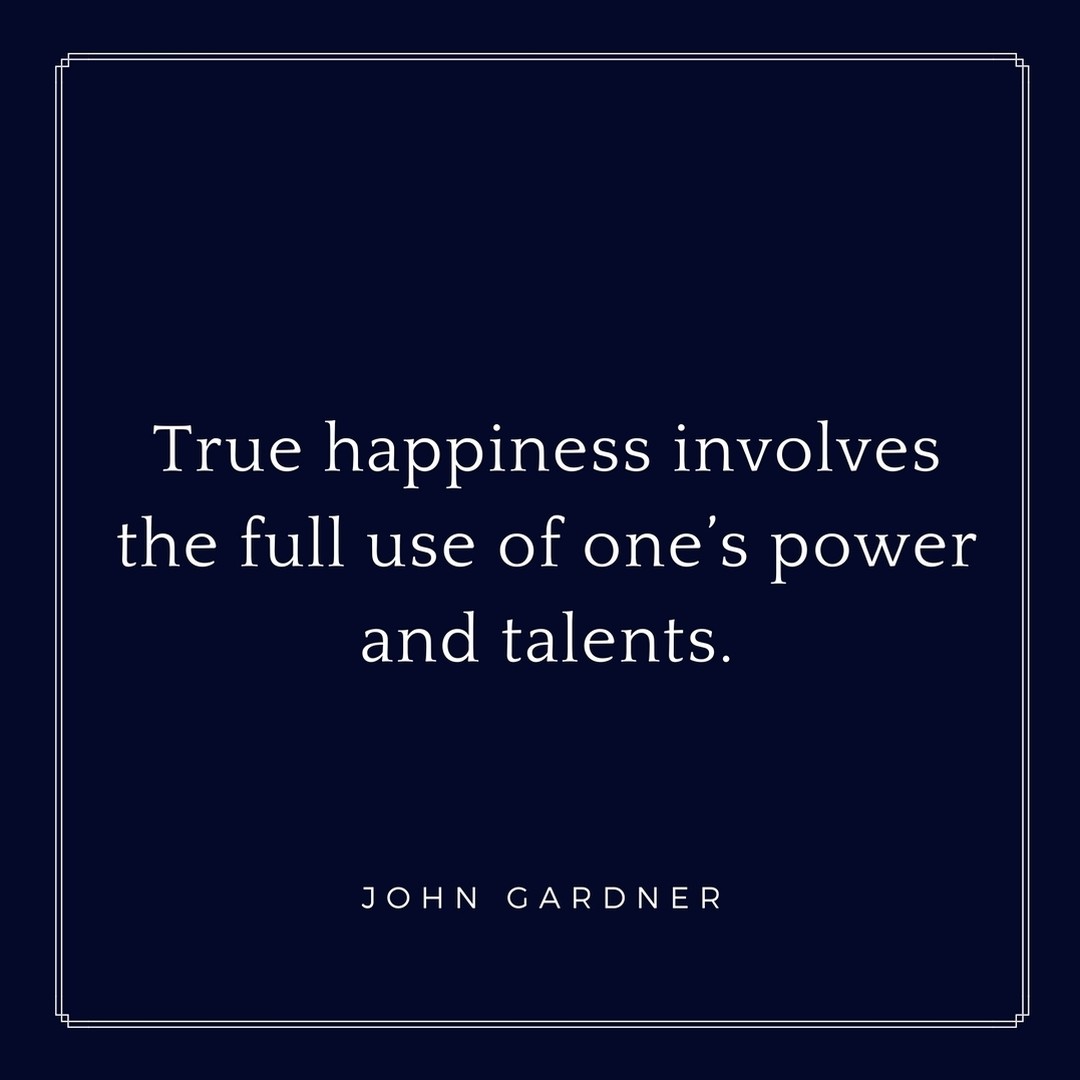 True happiness involves
the full use of one’s power
and talents.
JOHN GARDNER